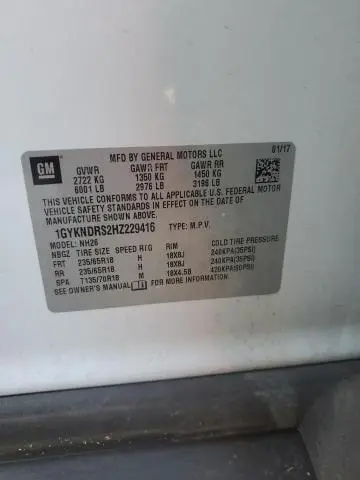 GM
MFD BY GENERAL MOTORS LLC 01/17
GVWR GAWR FRT GAWR RR
2722 KG 1350 KG 1450 KG
6001 LB 2976 LB 3196 LB
THIS VEHICLE CONFORMS TO ALL APPLICABLE U.S. FEDERAL MOTOR
VEHICLE SAFETY STANDARDS IN EFFECT ON THE DATE OF
MANUFACTURE SHOWN ABOVE.
1GYKNDRS2HZ229416 TYPE: M.P.V.
MODEL: NH26
NBGZ TIRE SIZE SPEED RTG RIM COLD TIRE PRESSURE
FRT 235/65R18 H 18X8J 240KPA(35PSI)
RR 235/65R18 H 18X8J 240KPA(35PSI)
SPA T135/70R18 M 18X4.5B 420KPA(60PSI)
SEE OWNER'S MANUAL FOR MORE INFORMATION.